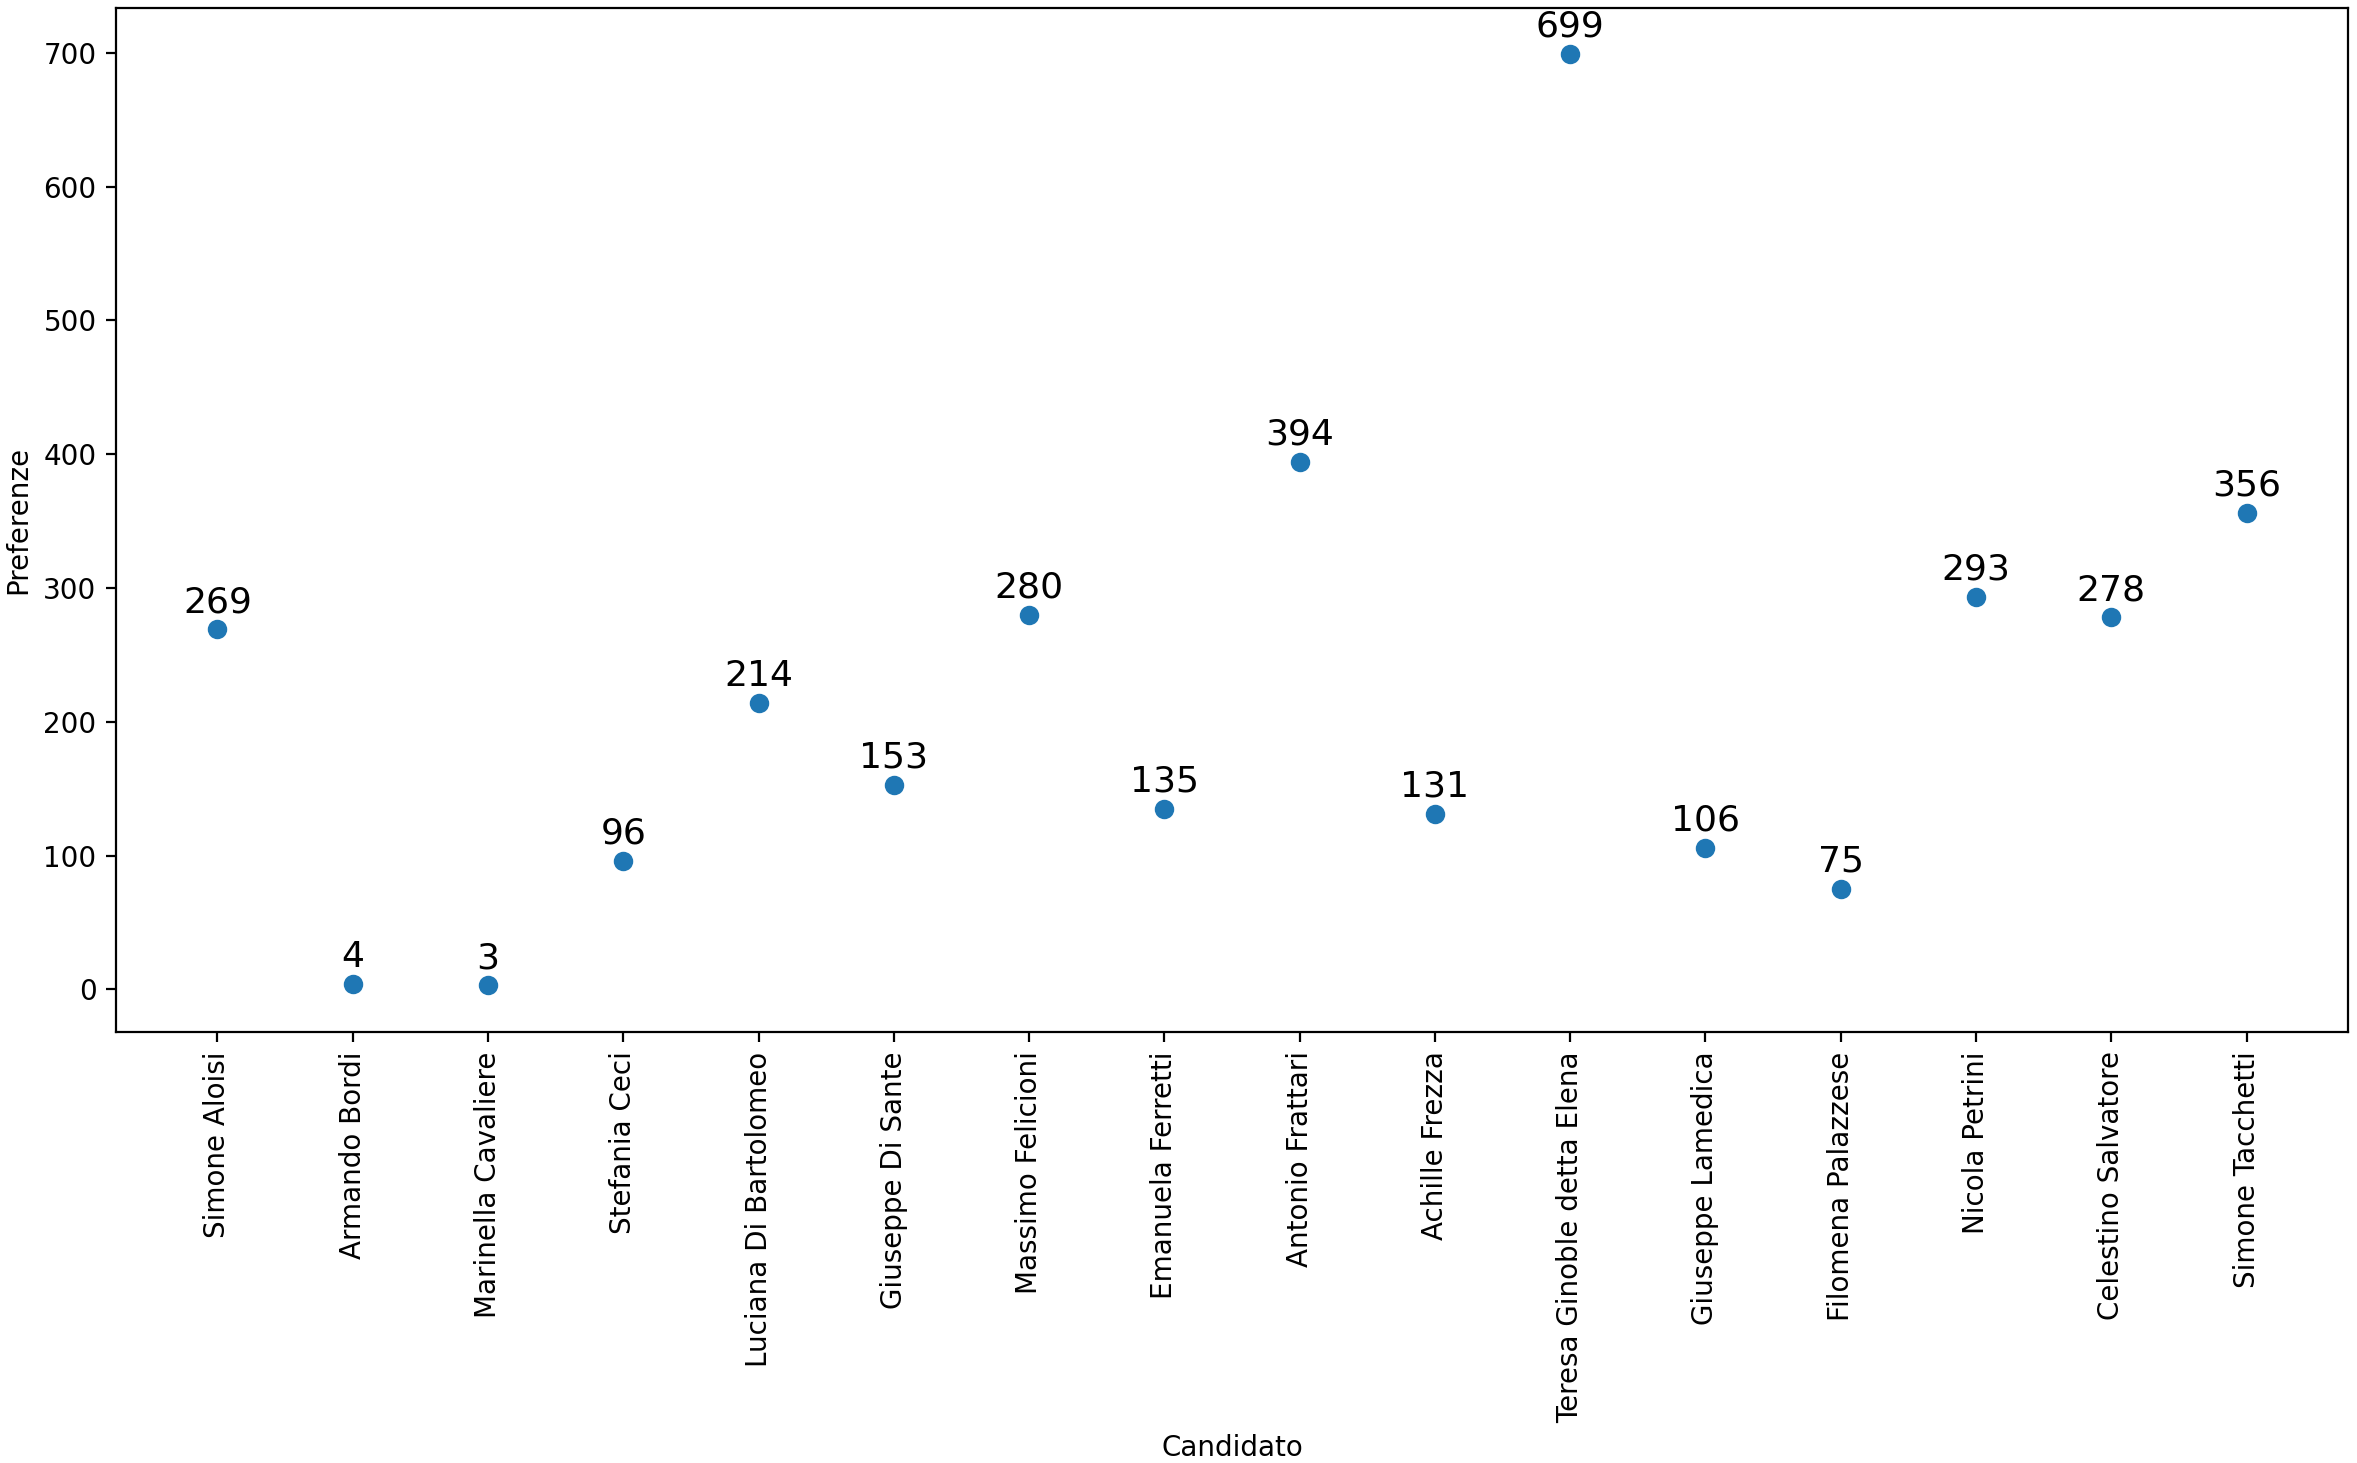 Preferenze
700
600
500
400
300
200
100
0
269
4
3
96
214
153
280
135
394
131
699
106
75
293
278
356
Simone Aloisi
Armando Bordi
Marinella Cavaliere
Stefania Ceci
Luciana Di Bartolomeo
Giuseppe Di Sante
Massimo Felicioni
Emanuela Ferretti
Antonio Frattari
Achille Frezza
Teresa Ginoble detta Elena
Giuseppe Lamedica
Filomena Palazzese
Nicola Petrini
Celestino Salvatore
Simone Tacchetti
Candidato